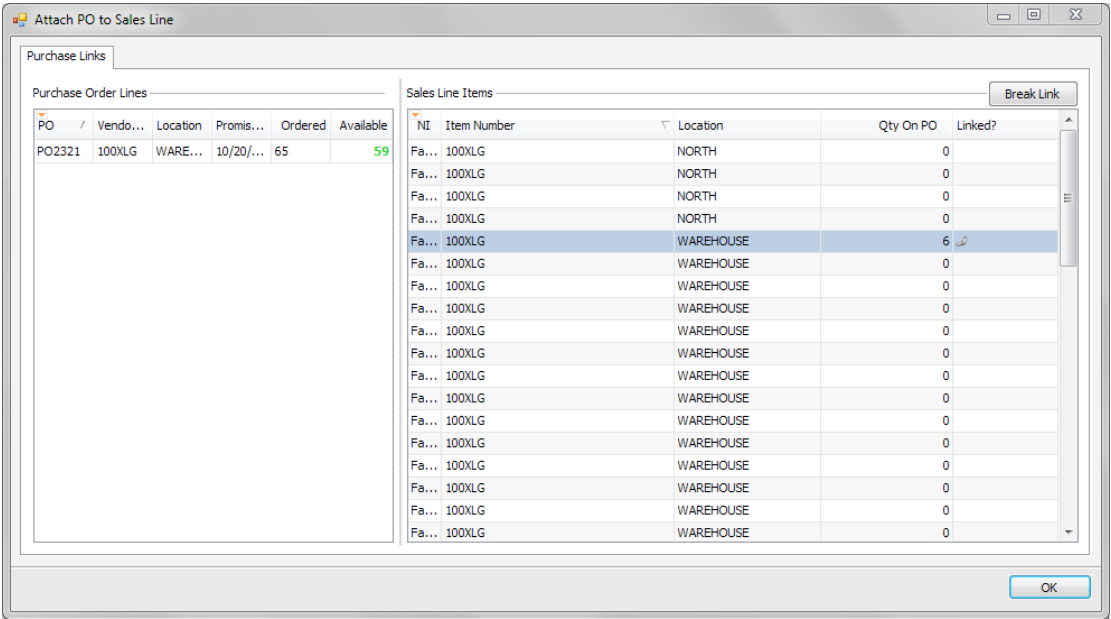 Attach PO to Sales Line
Purchase Links
Purchase Order Lines
Sales Line Items
Break Link
PO Vendo... Location Promis... Ordered Available
NI Item Number Location Qty On PO Linked?
PO2321 100XLG WARE... 10/20/... 65 59
Fa... 100XLG NORTH 0
Fa... 100XLG NORTH 0
Fa... 100XLG NORTH 0
Fa... 100XLG NORTH 0
Fa... 100XLG WAREHOUSE 6
Fa... 100XLG WAREHOUSE 0
Fa... 100XLG WAREHOUSE 0
Fa... 100XLG WAREHOUSE 0
Fa... 100XLG WAREHOUSE 0
Fa... 100XLG WAREHOUSE 0
Fa... 100XLG WAREHOUSE 0
Fa... 100XLG WAREHOUSE 0
Fa... 100XLG WAREHOUSE 0
Fa... 100XLG WAREHOUSE 0
Fa... 100XLG WAREHOUSE 0
Fa... 100XLG WAREHOUSE 0
Fa... 100XLG WAREHOUSE 0
Fa... 100XLG WAREHOUSE 0
OK